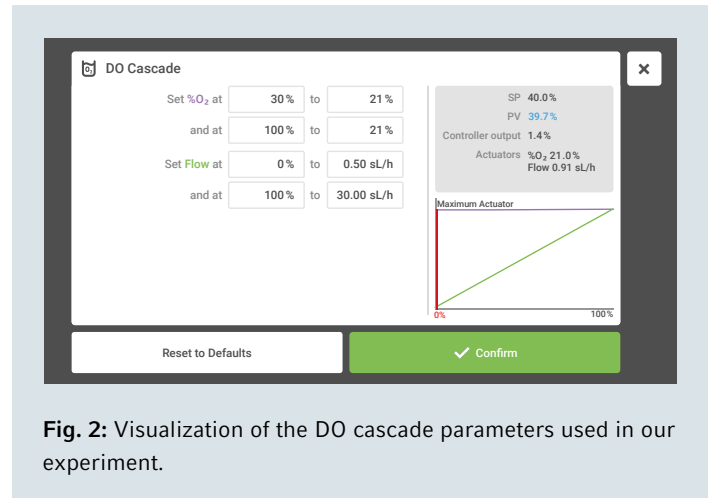 O₂ DO Cascade
Set %O₂ at 30 % to 21 %
and at 100 % to 21 %
Set Flow at 0 % to 0.50 sL/h
and at 100 % to 30.00 sL/h
SP 40.0 %
PV 39.7 %
Controller output 1.4 %
Actuators %O₂ 21.0 %
Flow 0.91 sL/h
Maximum Actuator
0% 100 %
Reset to Defaults
Confirm
Fig. 2: Visualization of the DO cascade parameters used in our
experiment.